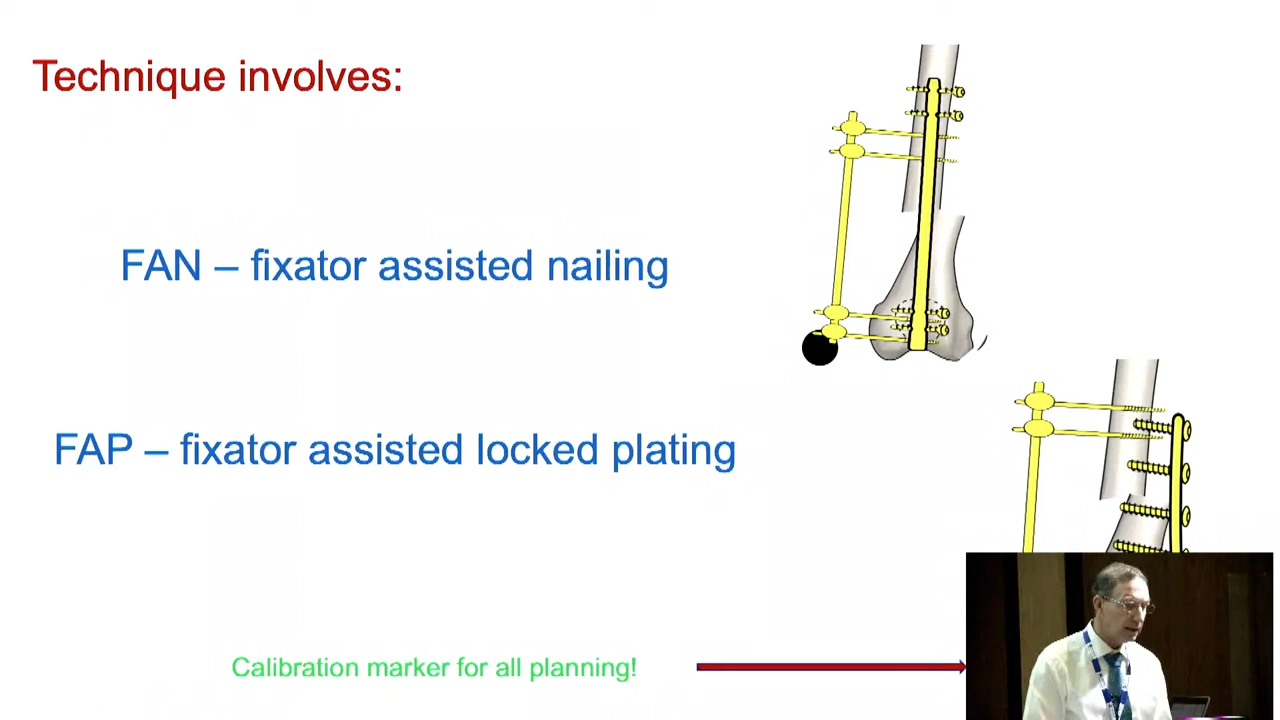 Technique involves:
FAN – fixator assisted nailing
FAP – fixator assisted locked plating
Calibration marker for all planning!